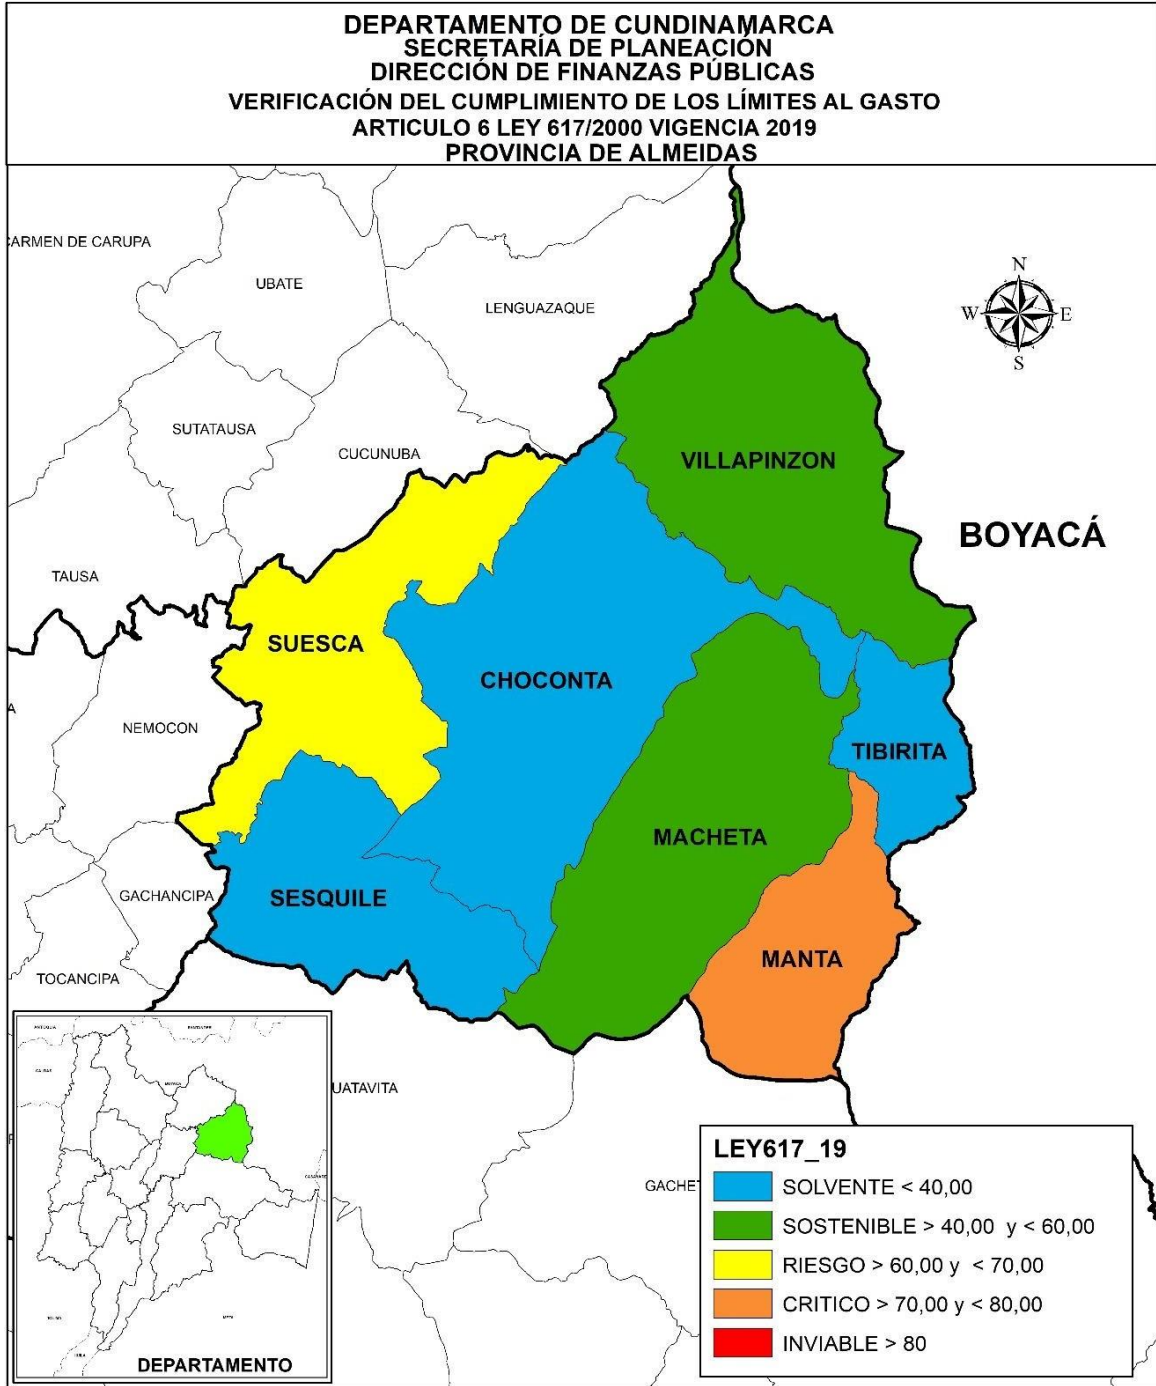 DEPARTAMENTO DE CUNDINAMARCA
SECRETARÍA DE PLANEACIÓN
DIRECCIÓN DE FINANZAS PÚBLICAS
VERIFICACIÓN DEL CUMPLIMIENTO DE LOS LÍMITES AL GASTO
ARTICULO 6 LEY 617/2000 VIGENCIA 2019
PROVINCIA DE ALMEIDAS
CARMEN DE CARUPA
UBATE
LENGUAZAQUE
N
W E
S
SUTATAUSA
CUCUNUBA
VILLAPINZON
BOYACÁ
TAUSA
SUESCA
CHOCONTA
A
NEMOCON
TIBIRITA
MACHETA
GACHANCIPA
SESQUILE
MANTA
TOCANCIPA
UATAVITA
GACHET
DEPARTAMENTO
LEY617_19
SOLVENTE < 40,00
SOSTENIBLE > 40,00 y < 60,00
RIESGO > 60,00 y < 70,00
CRITICO > 70,00 y < 80,00
INVIABLE > 80